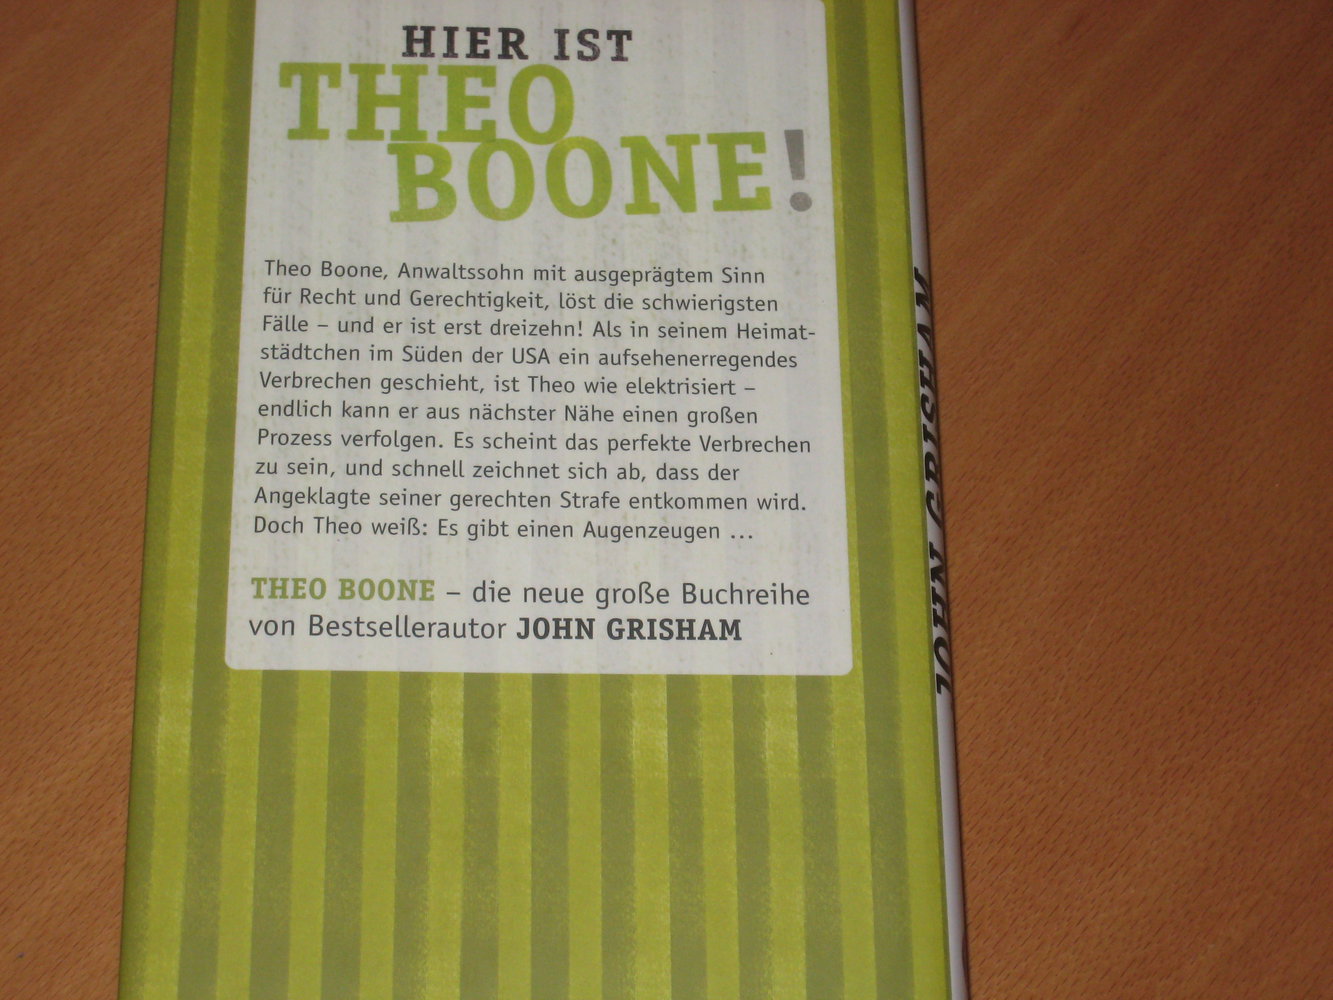 HIER IST
THEO
BOONE!
Theo Boone, Anwaltssohn mit ausgeprägtem Sinn
für Recht und Gerechtigkeit, löst die schwierigsten
Fälle – und er ist erst dreizehn! Als in seinem Heimat-
städtchen im Süden der USA ein aufsehenerregendes
Verbrechen geschieht, ist Theo wie elektrisiert –
endlich kann er aus nächster Nähe einen großen
Prozess verfolgen. Es scheint das perfekte Verbrechen
zu sein, und schnell zeichnet sich ab, dass der
Angeklagte seiner gerechten Strafe entkommen wird.
Doch Theo weiß: Es gibt einen Augenzeugen ...
THEO BOONE – die neue große Buchreihe
von Bestsellerautor JOHN GRISHAM
JOHN GRISHAM